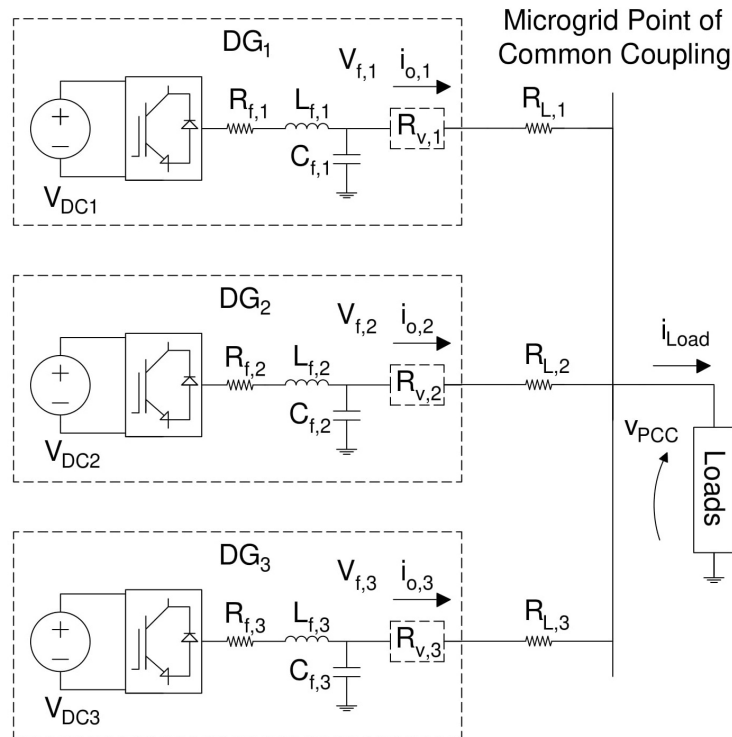 Microgrid Point of
Common Coupling
DG1
Vf,1 io,1
Rf,1 Lf,1
Cf,1
Rv,1
RL,1
+
−
VDC1
DG2
Vf,2 io,2
Rf,2 Lf,2
Cf,2
Rv,2
RL,2
+
−
VDC2
iLoad
vPCC
Loads
DG3
Vf,3 io,3
Rf,3 Lf,3
Cf,3
Rv,3
RL,3
+
−
VDC3